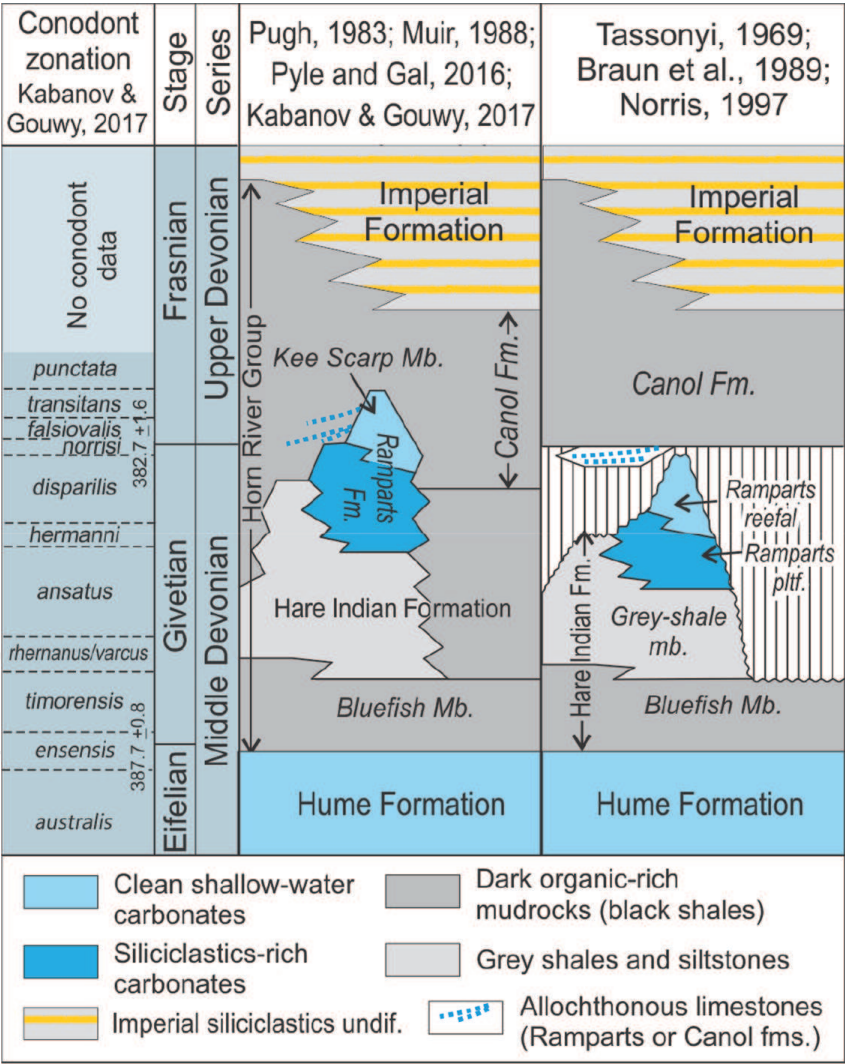 Conodont
zonation
Kabanov &
Gouwy, 2017
Stage
Series
Pugh, 1983; Muir, 1988;
Pyle and Gal, 2016;
Kabanov & Gouwy, 2017
Tassonyi, 1969;
Braun et al., 1989;
Norris, 1997
No conodont
data
punctata
transitans
falsiovalis
norrisi
disparilis
hermanni
ansatus
rhernanus/varcus
timorensis
ensensis
australis
382.7 ±1.6
387.7 ±0.8
Frasnian
Givetian
Eifelian
Upper Devonian
Middle Devonian
Horn River Group
Imperial
Formation
Kee Scarp Mb.
Canol Fm.
Ramparts
Fm.
Hare Indian Formation
Bluefish Mb.
Hume Formation
Imperial
Formation
Canol Fm.
Ramparts
reefal
Ramparts
pltf.
Hare Indian Fm.
Grey-shale
mb.
Bluefish Mb.
Hume Formation
Clean shallow-water
carbonates
Siliciclastics-rich
carbonates
Imperial siliciclastics undif.
Dark organic-rich
mudrocks (black shales)
Grey shales and siltstones
Allochthonous limestones
(Ramparts or Canol fms.)